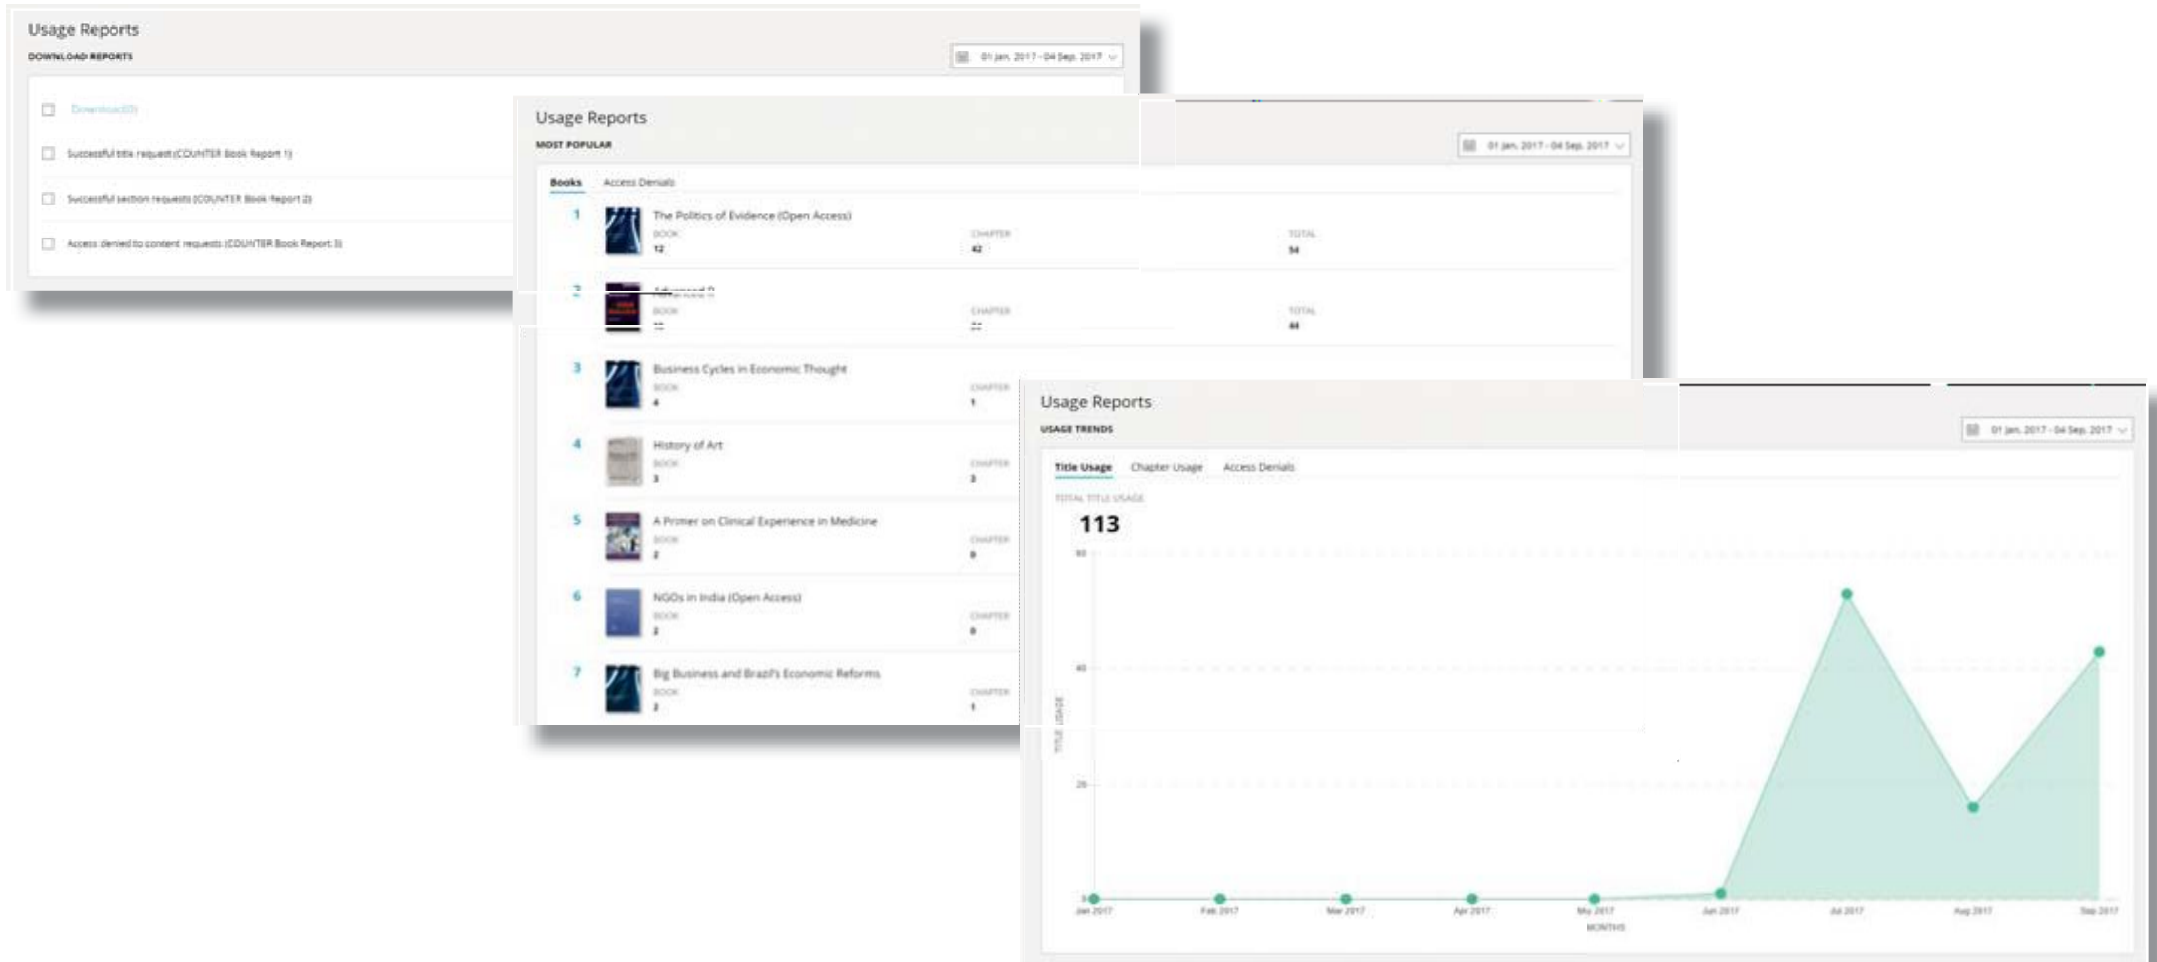 Usage Reports
DOWNLOAD REPORTS
01 Jan, 2017 - 04 Sep, 2017
Download(0)
Successful title request (COUNTER Book Report 1)
Successful section requests (COUNTER Book Report 2)
Access denied to content requests (COUNTER Book Report 3)
Usage Reports
MOST POPULAR
01 Jan, 2017 - 04 Sep, 2017
Books Access Denials
1 The Politics of Evidence (Open Access)
BOOK CHAPTER TOTAL
12 42 54
2 Advanced R
BOOK CHAPTER TOTAL
44
3 Business Cycles in Economic Thought
BOOK CHAPTER
4 1
4 History of Art
BOOK CHAPTER
3 3
5 A Primer on Clinical Experience in Medicine
BOOK CHAPTER
2 0
6 NGOs in India (Open Access)
BOOK CHAPTER
2 0
7 Big Business and Brazil's Economic Reforms
BOOK CHAPTER
2 1
Usage Reports
USAGE TRENDS
01 Jan, 2017 - 04 Sep, 2017
Title Usage Chapter Usage Access Denials
TOTAL TITLE USAGE
113
60
40
20
0
TITLE USAGE
Jan 2017 Feb 2017 Mar 2017 Apr 2017 May 2017 Jun 2017 Jul 2017 Aug 2017 Sep 2017
MONTHS